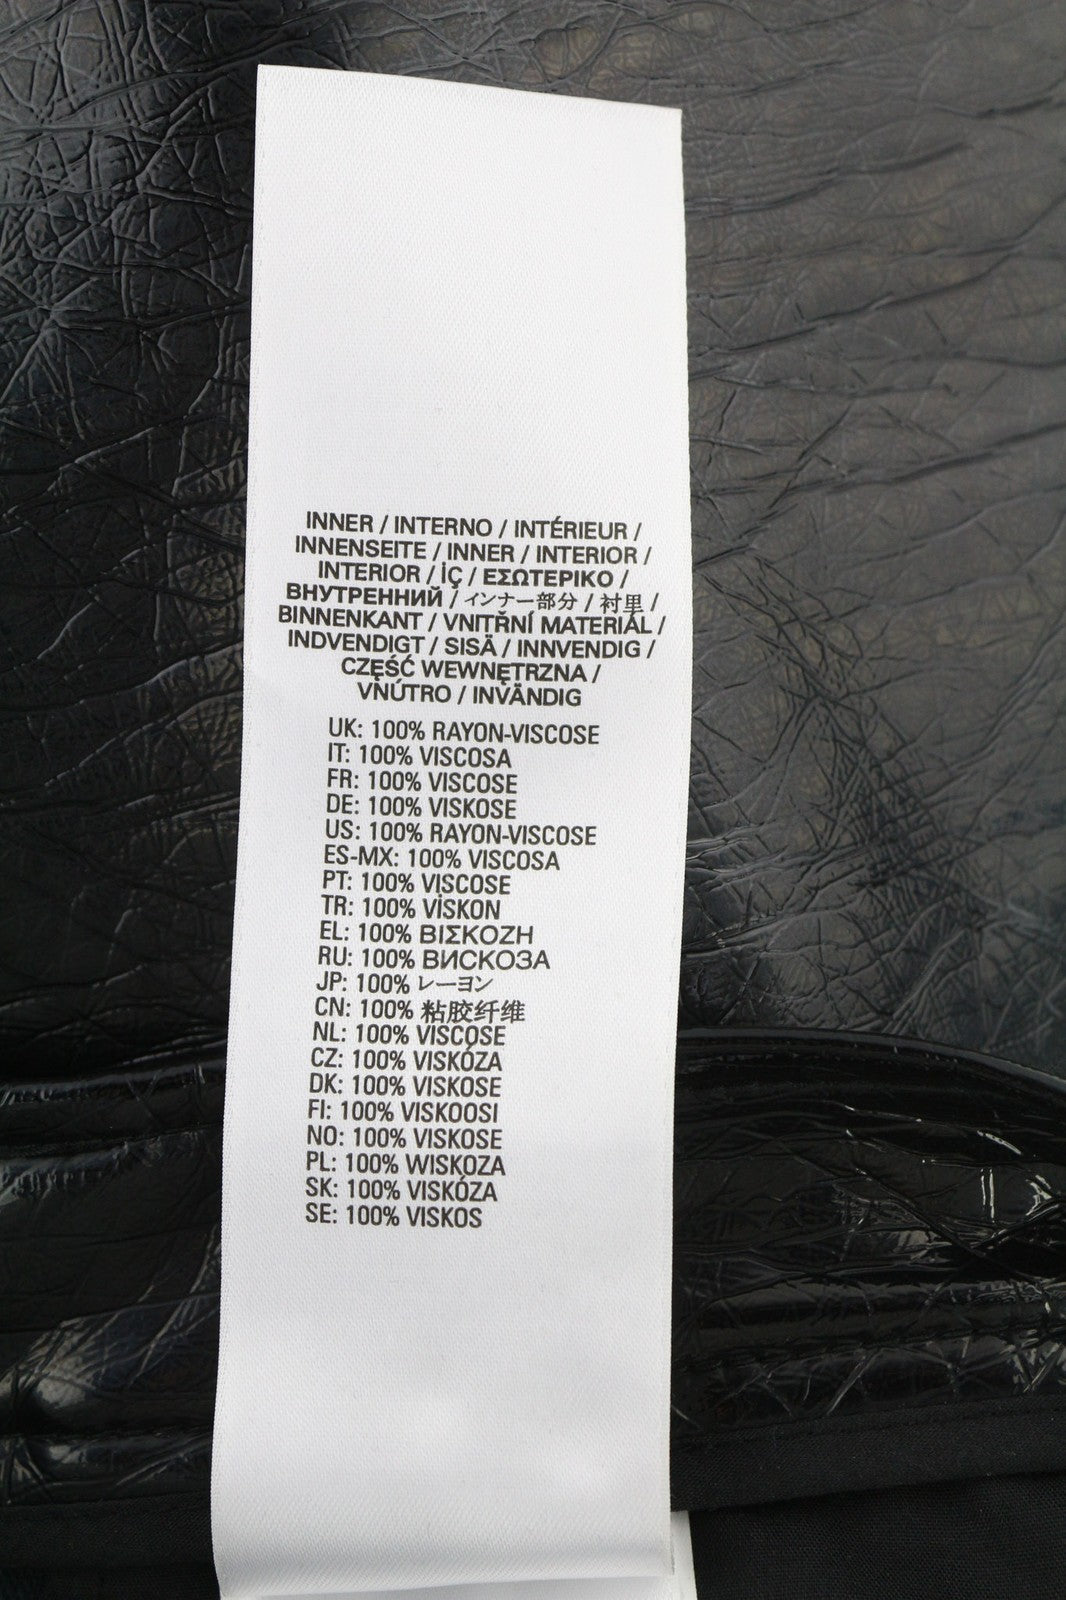 INNER / INTERNO / INTÉRIEUR /
INNENSEITE / INNER / INTERIOR /
INTERIOR / İÇ / ΕΣΩΤΕΡΙΚΟ /
ВНУТРЕННИЙ / インナー部分 / 衬里 /
BINNENKANT / VNITŘNÍ MATERIÁL /
INDVENDIGT / SISÄ / INNVENDIG /
CZĘŚĆ WEWNĘTRZNA /
VNÚTRO / INVÄNDIG
UK: 100% RAYON-VISCOSE
IT: 100% VISCOSA
FR: 100% VISCOSE
DE: 100% VISKOSE
US: 100% RAYON-VISCOSE
ES-MX: 100% VISCOSA
PT: 100% VISCOSE
TR: 100% VİSKON
EL: 100% ΒΙΣΚΟΖΗ
RU: 100% ВИСКОЗА
JP: 100% レーヨン
CN: 100% 粘胶纤维
NL: 100% VISCOSE
CZ: 100% VISKÓZA
DK: 100% VISKOSE
FI: 100% VISKOOSI
NO: 100% VISKOSE
PL: 100% WISKOZA
SK: 100% VISKÓZA
SE: 100% VISKOS